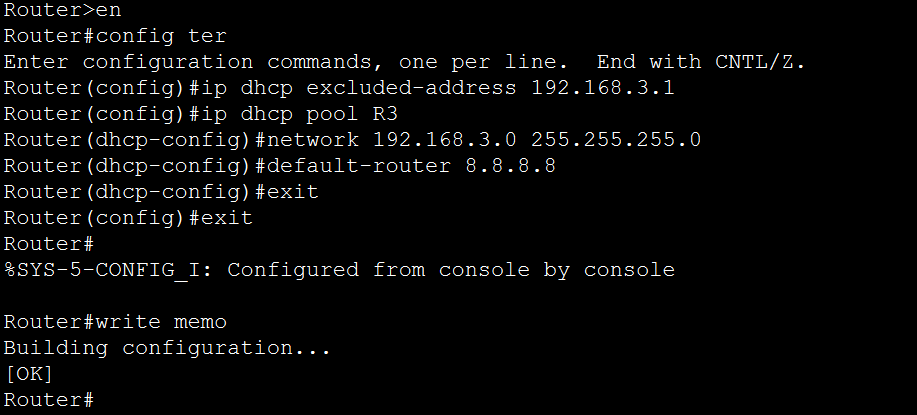 Router>en
Router#config ter
Enter configuration commands, one per line.  End with CNTL/Z.
Router(config)#ip dhcp excluded-address 192.168.3.1
Router(config)#ip dhcp pool R3
Router(dhcp-config)#network 192.168.3.0 255.255.255.0
Router(dhcp-config)#default-router 8.8.8.8
Router(dhcp-config)#exit
Router(config)#exit
Router#
%SYS-5-CONFIG_I: Configured from console by console
Router#write memo
Building configuration...
[OK]
Router#